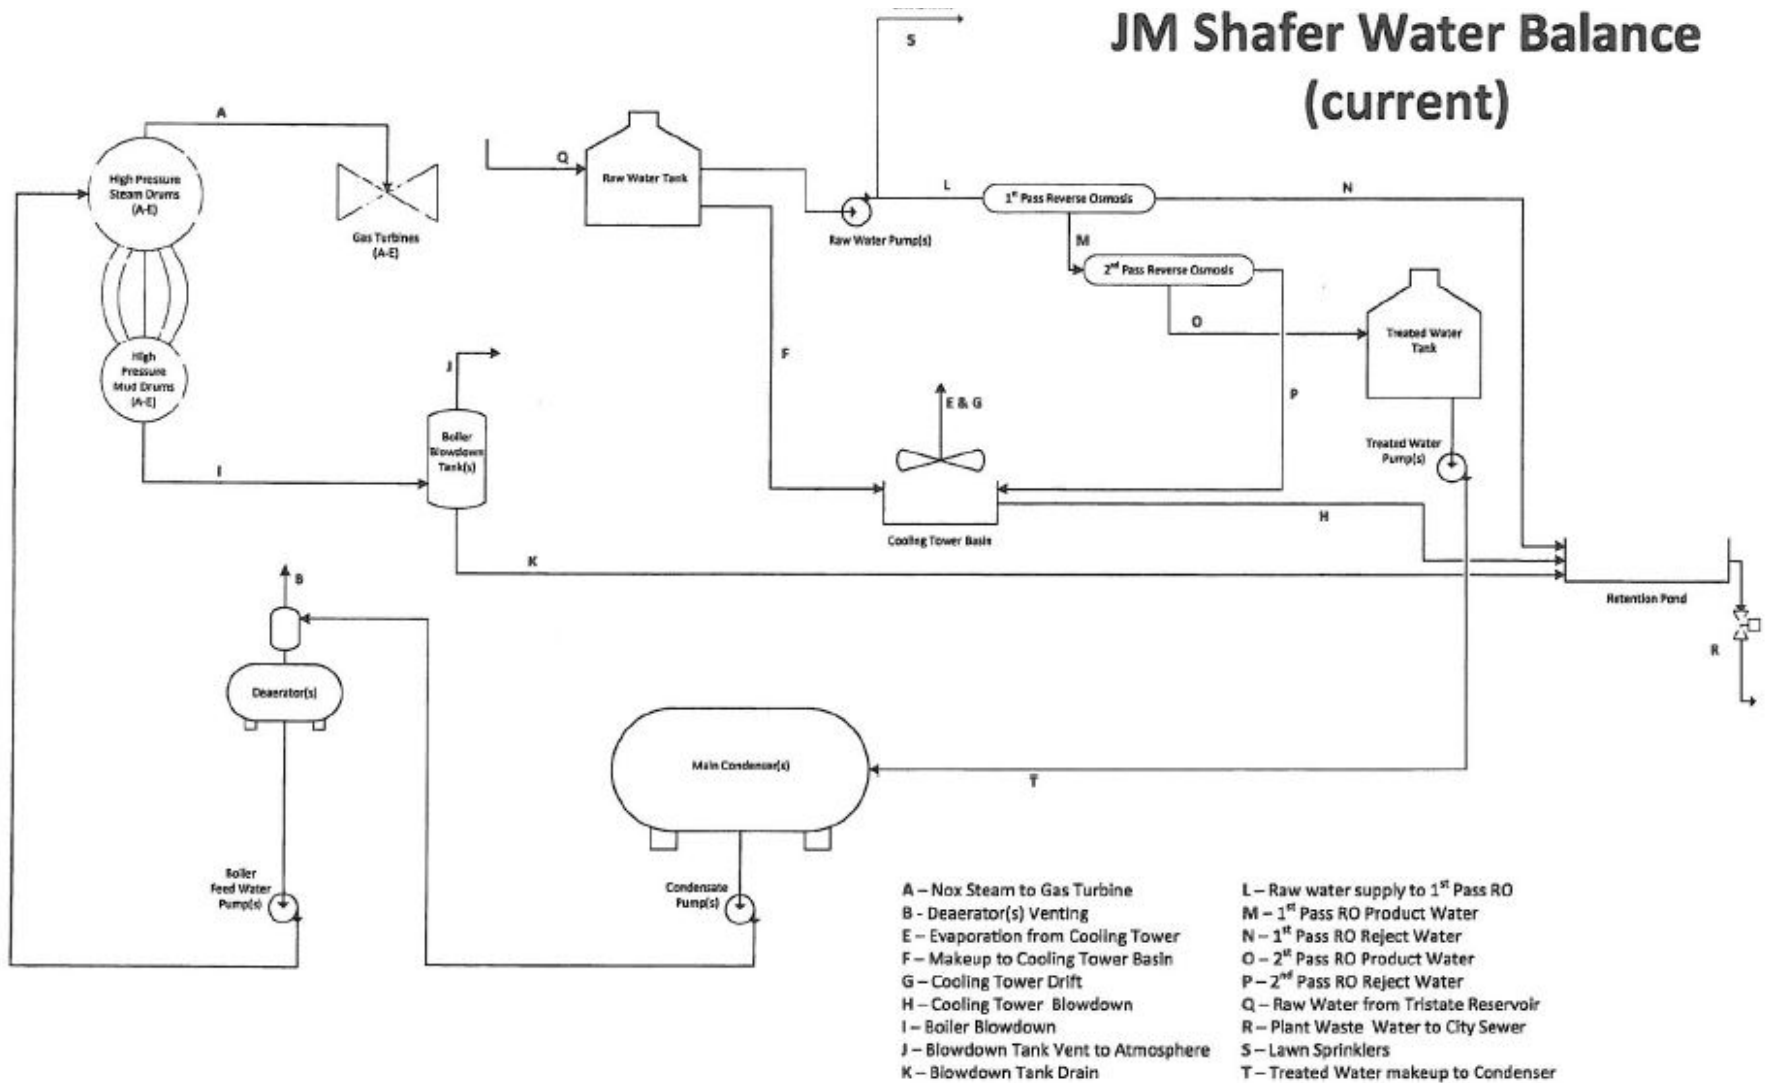 JM Shafer Water Balance
(current)
S
A
High Pressure
Steam Drums
(A-E)
Gas Turbines
(A-E)
Q
Raw Water Tank
Raw Water Pump(s)
L
1st Pass Reverse Osmosis
N
M
2nd Pass Reverse Osmosis
O
Treated Water
Tank
High
Pressure
Mud Drums
(A-E)
J
F
E & G
P
Boiler
Blowdown
Tank(s)
Treated Water
Pump(s)
I
H
Cooling Tower Basin
K
B
Retention Pond
R
Deaerator(s)
Main Condenser(s)
T
Boiler
Feed Water
Pump(s)
Condensate
Pump(s)
A – Nox Steam to Gas Turbine
B - Deaerator(s) Venting
E – Evaporation from Cooling Tower
F – Makeup to Cooling Tower Basin
G – Cooling Tower Drift
H – Cooling Tower Blowdown
I – Boiler Blowdown
J – Blowdown Tank Vent to Atmosphere
K – Blowdown Tank Drain
L – Raw water supply to 1st Pass RO
M – 1st Pass RO Product Water
N – 1st Pass RO Reject Water
O – 2st Pass RO Product Water
P – 2nd Pass RO Reject Water
Q – Raw Water from Tristate Reservoir
R – Plant Waste Water to City Sewer
S – Lawn Sprinklers
T – Treated Water makeup to Condenser